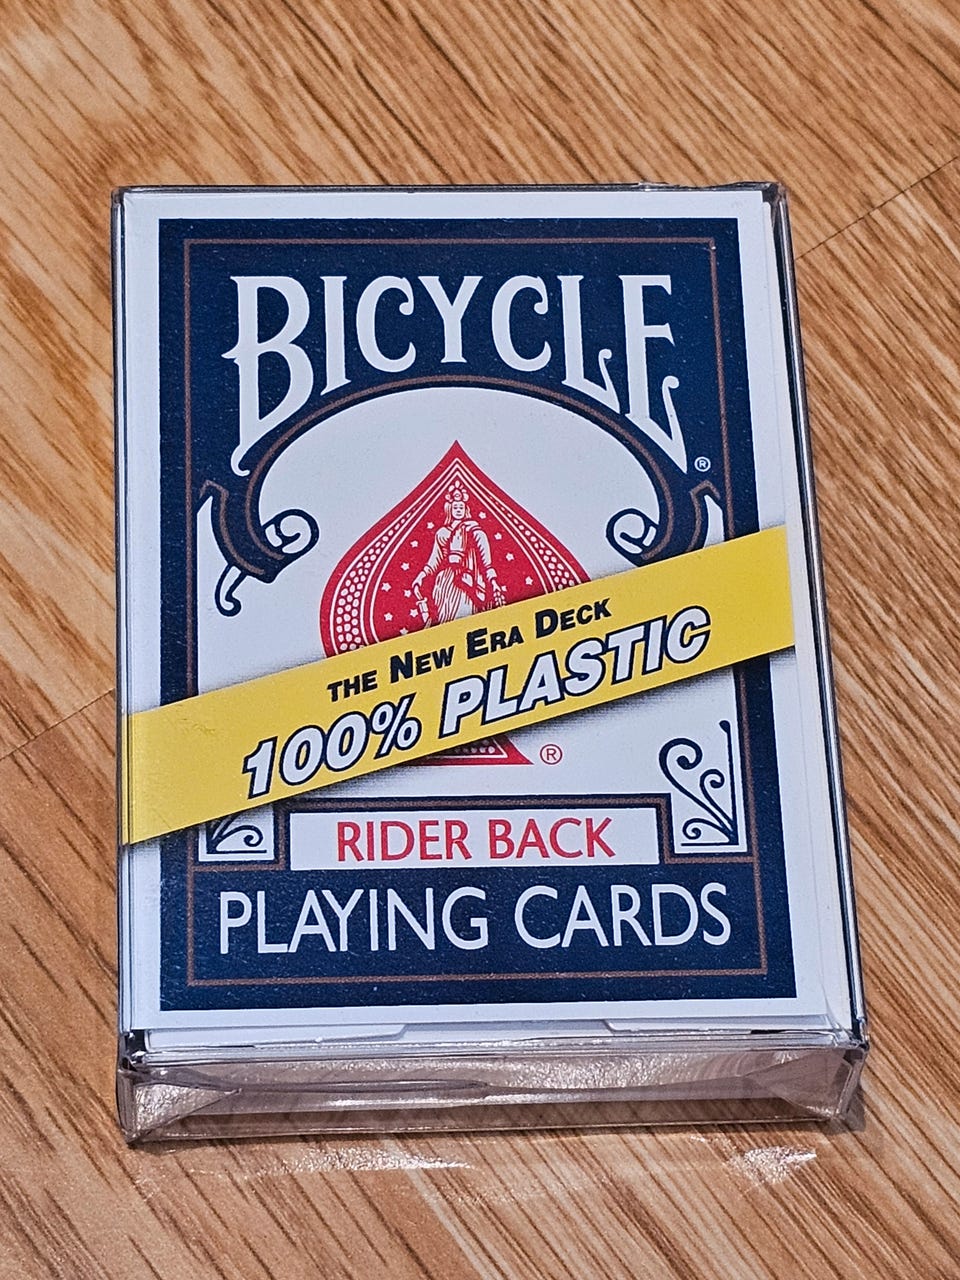 BICYCLE®
THE NEW ERA DECK
100% PLASTIC
®
RIDER BACK
PLAYING CARDS